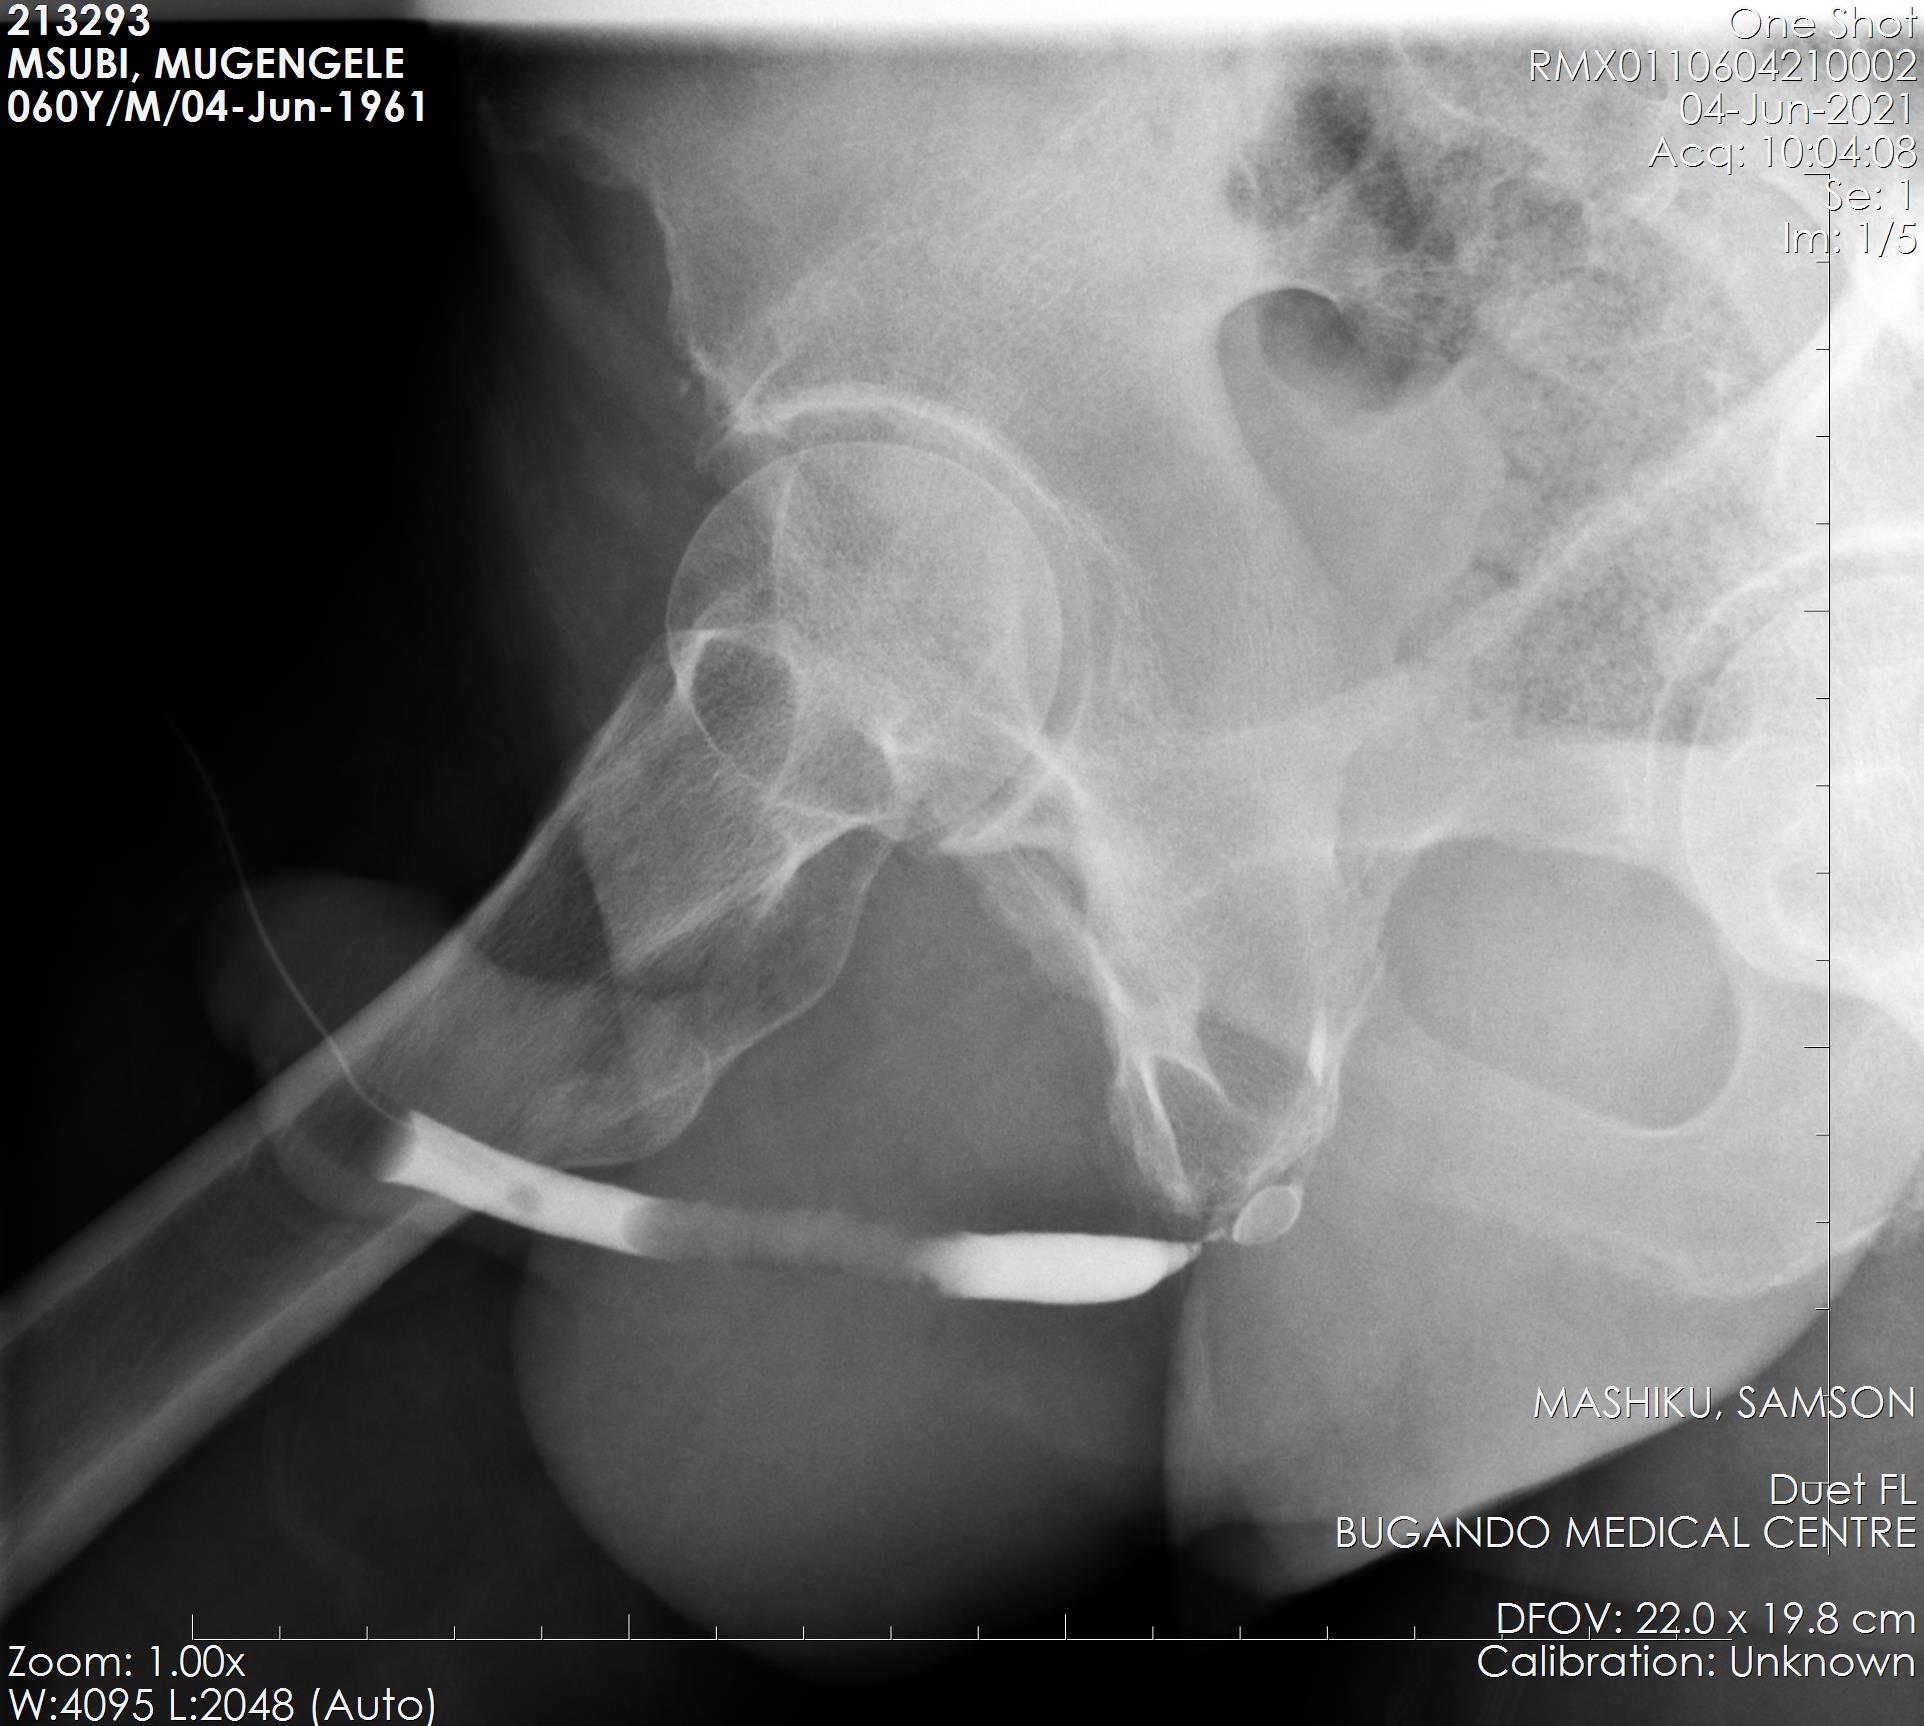 213293
MSUBI, MUGENGELE
060Y/M/04-Jun-1961
One Shot
RMX0110604210002
04-Jun-2021
Acq: 10:04:08
Se: 1
Im: 1/5
MASHIKU, SAMSON
Duet FL
BUGANDO MEDICAL CENTRE
DFOV: 22.0 x 19.8 cm
Calibration: Unknown
Zoom: 1.00x
W:4095 L:2048 (Auto)